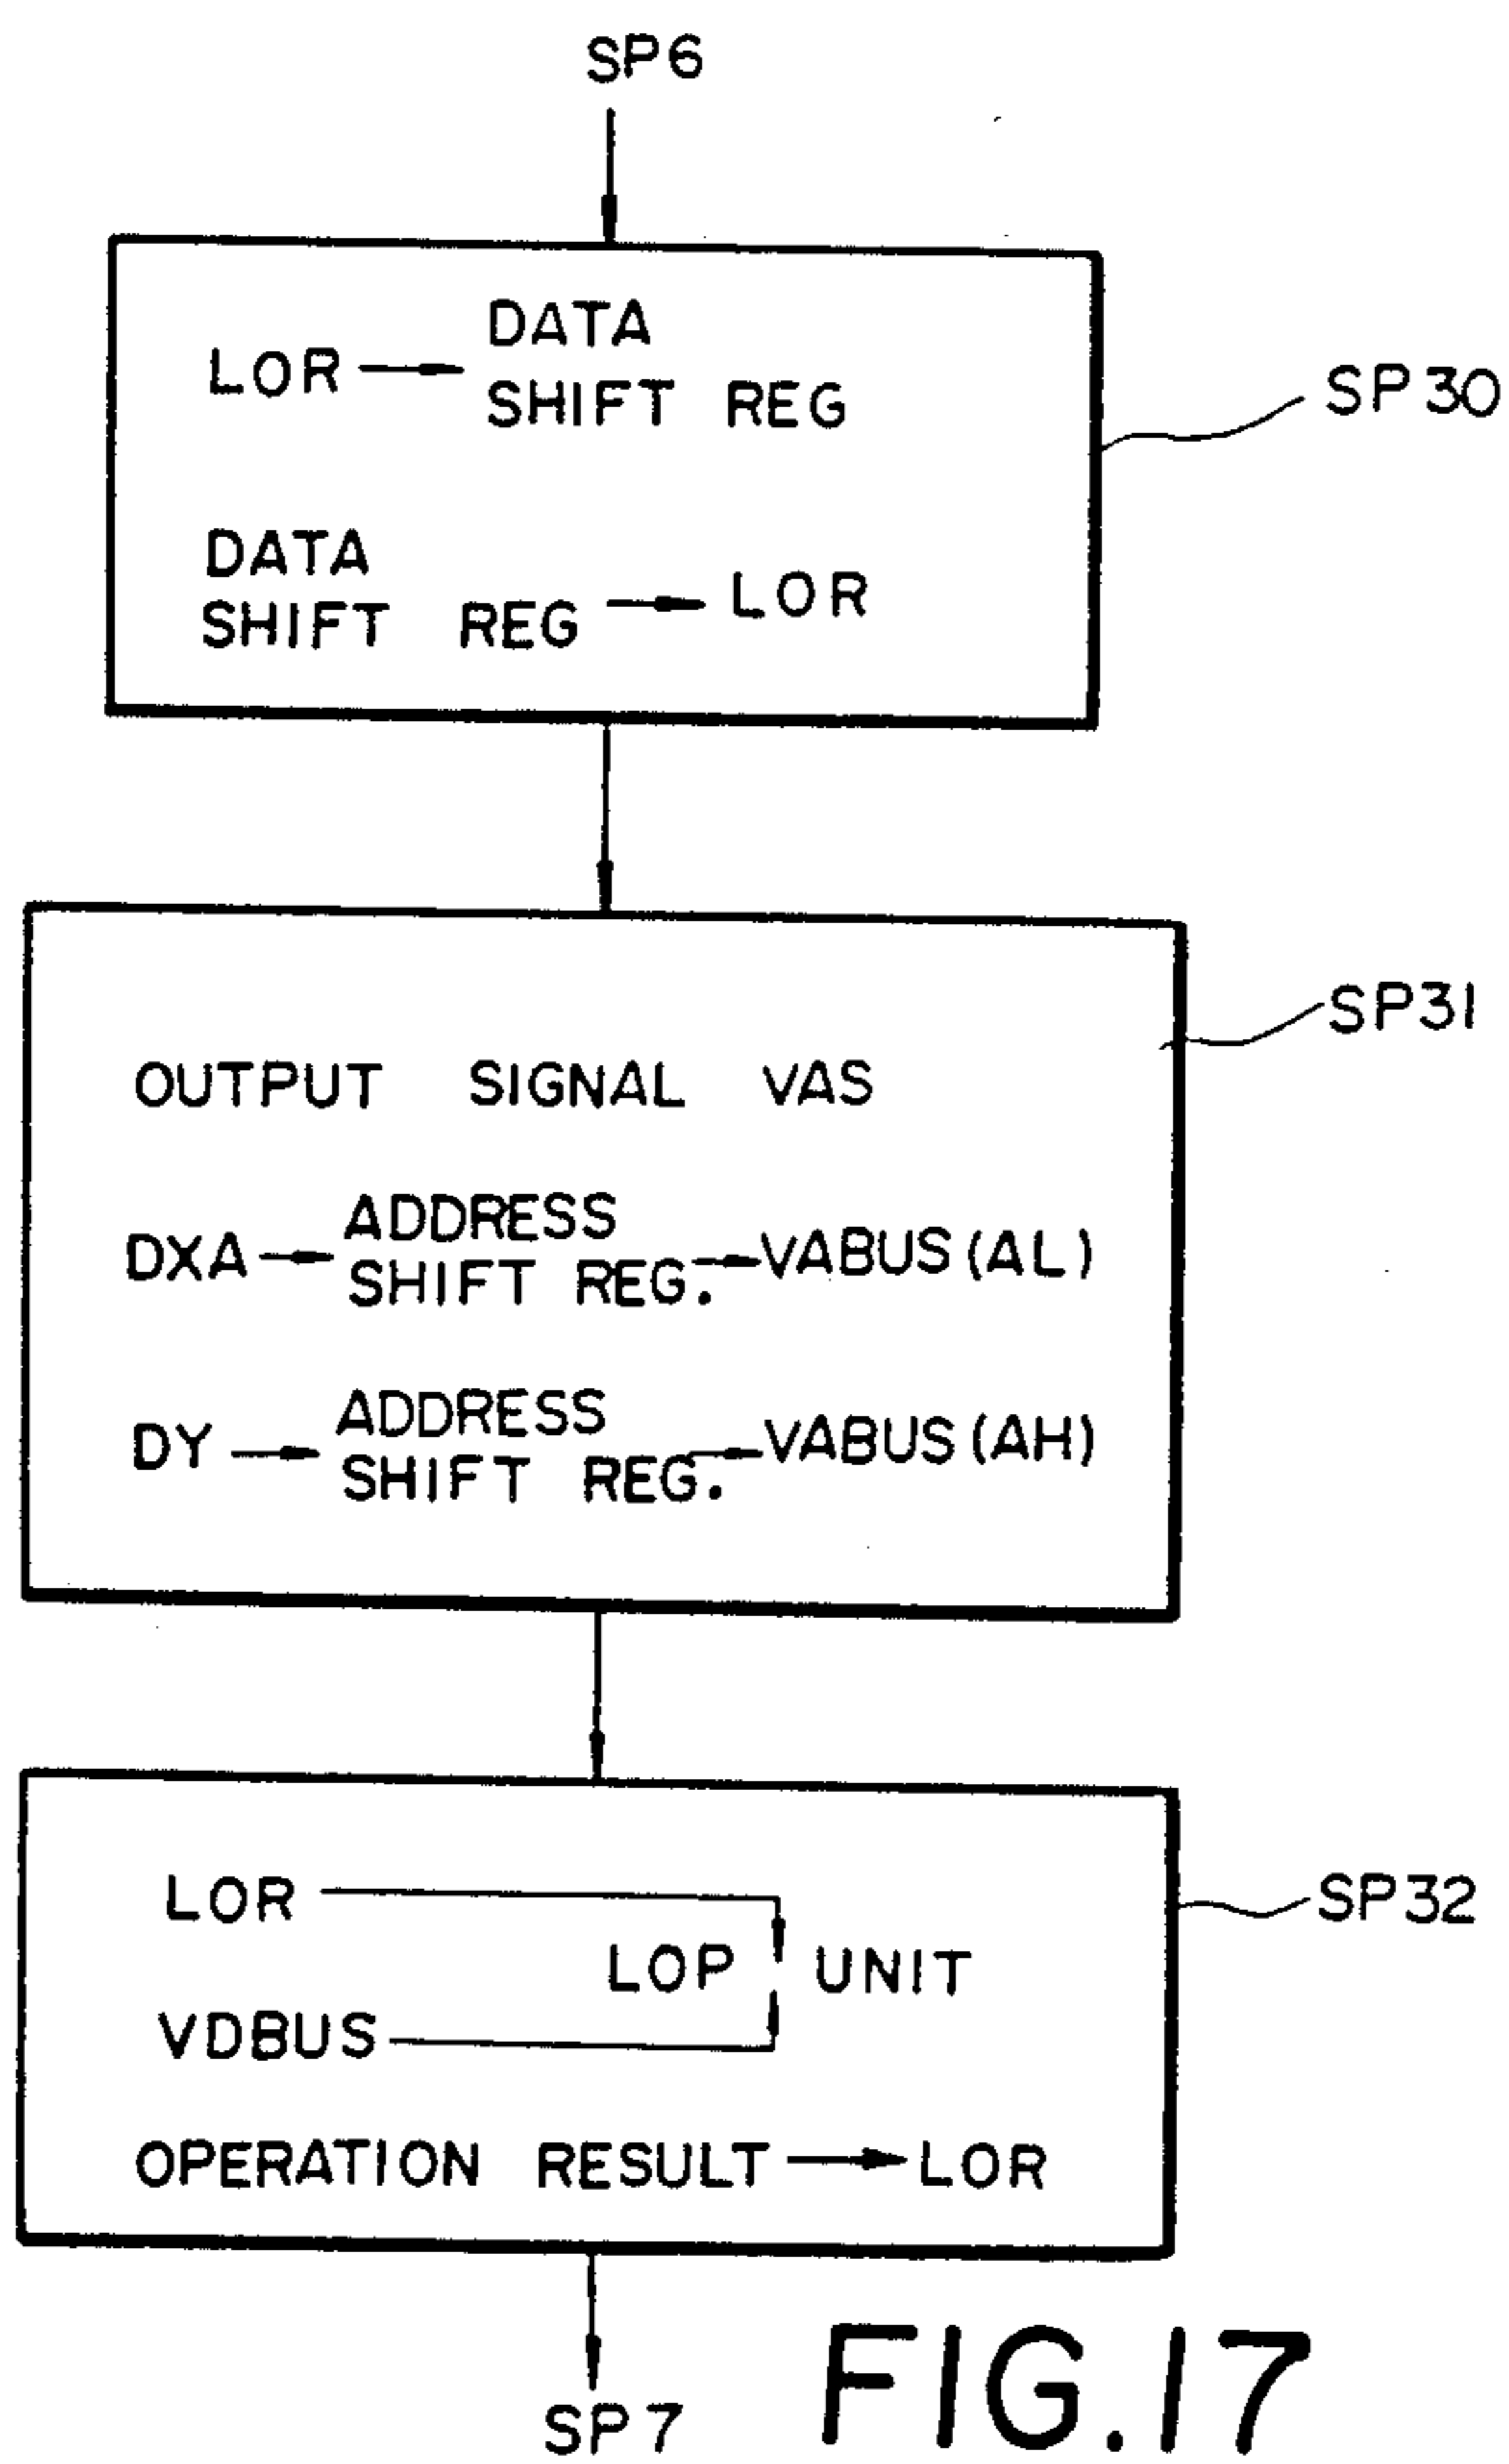 SP6
LOR → DATA
SHIFT REG
SP30
DATA
SHIFT REG → LOR
OUTPUT SIGNAL VAS
SP31
DXA → ADDRESS
SHIFT REG. → VABUS(AL)
DY → ADDRESS
SHIFT REG. → VABUS(AH)
LOR
SP32
LOP UNIT
VDBUS
OPERATION RESULT → LOR
SP7
FIG.17